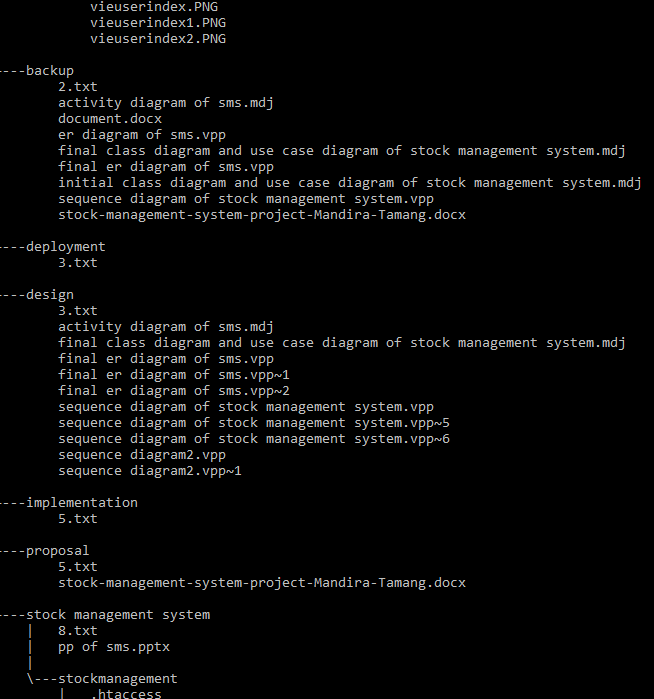 vieuserindex.PNG
vieuserindex1.PNG
vieuserindex2.PNG
----backup
2.txt
activity diagram of sms.mdj
document.docx
er diagram of sms.vpp
final class diagram and use case diagram of stock management system.mdj
final er diagram of sms.vpp
initial class diagram and use case diagram of stock management system.mdj
sequence diagram of stock management system.vpp
stock-management-system-project-Mandira-Tamang.docx
----deployment
3.txt
----design
3.txt
activity diagram of sms.mdj
final class diagram and use case diagram of stock management system.mdj
final er diagram of sms.vpp
final er diagram of sms.vpp~1
final er diagram of sms.vpp~2
sequence diagram of stock management system.vpp
sequence diagram of stock management system.vpp~5
sequence diagram of stock management system.vpp~6
sequence diagram2.vpp
sequence diagram2.vpp~1
----implementation
5.txt
----proposal
5.txt
stock-management-system-project-Mandira-Tamang.docx
----stock management system
|   8.txt
|   pp of sms.pptx
|
\---stockmanagement
|   .htaccess